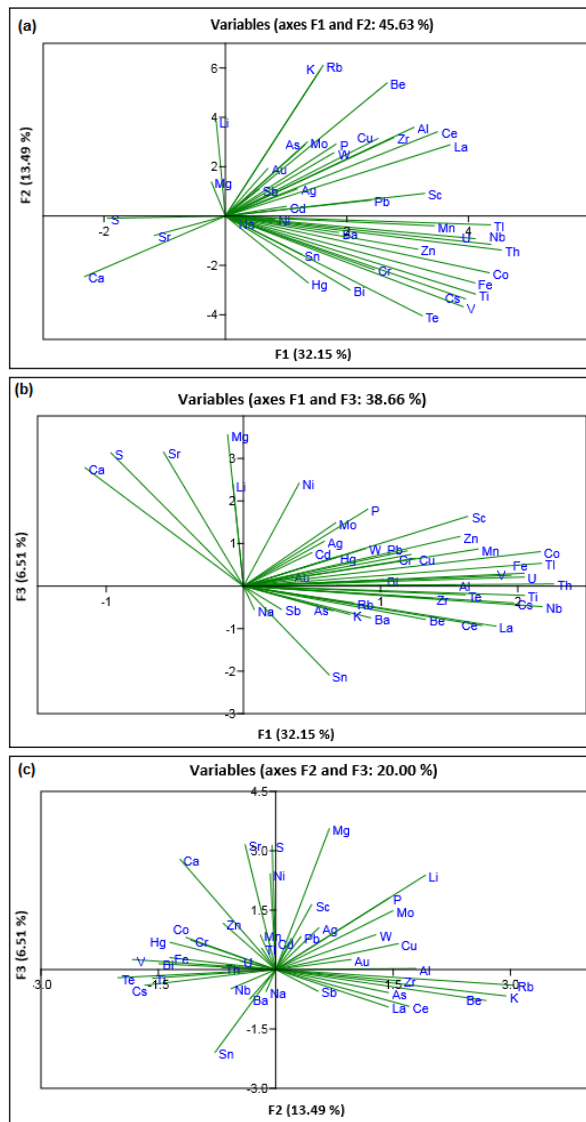 (a)
Variables (axes F1 and F2: 45.63 %)
6
K Rb
Be
4
Li
Al
Ce
As Mo P Cu Zr
W
La
2
Au
Mg
Sb Ag
Sc
Cd
Pb
-2
S
Na
Ni
2
4
Mn
Tl
Sr
Ba
U Nb
Zn
Th
Sn
-2
Cr
Co
Ca
Hg
Bi
Fe
Cs Ti
V
-4
Te
F2 (13.49 %)
F1 (32.15 %)
(b)
Variables (axes F1 and F3: 38.66 %)
Mg
3
S
Sr
Ca
Li
Ni
2
P
Mo
Sc
Zn
Ag
1
Cd
W Pb
Mn
Co
Hg
Cr Cu
Fe Tl
Au
Bi
V
U
Th
-1
1
2
Al
Na
Sb
As
Rb
Zr
Te
Ti
Cs
Nb
K
-1
Ba
Be
Ce
La
-2
Sn
-3
F3 (6.51 %)
F1 (32.15 %)
(c)
Variables (axes F2 and F3: 20.00 %)
4.5
Mg
Sr S
3.0
Ca
Ni
Li
P
1.5
Sc
Mo
Zn
Co
Ag
Hg
Cr
Mn
Cd
Pb
W
Cu
Tl
V
Fe
Bi
U
Au
Th
Al
-3.0
Te
-1.5
Ti
Cs
Nb
Ba
Na
Sb
1.5
Zr
3.0
Rb
As
K
La
Ce
Be
-1.5
Sn
-3.0
F3 (6.51 %)
F2 (13.49 %)